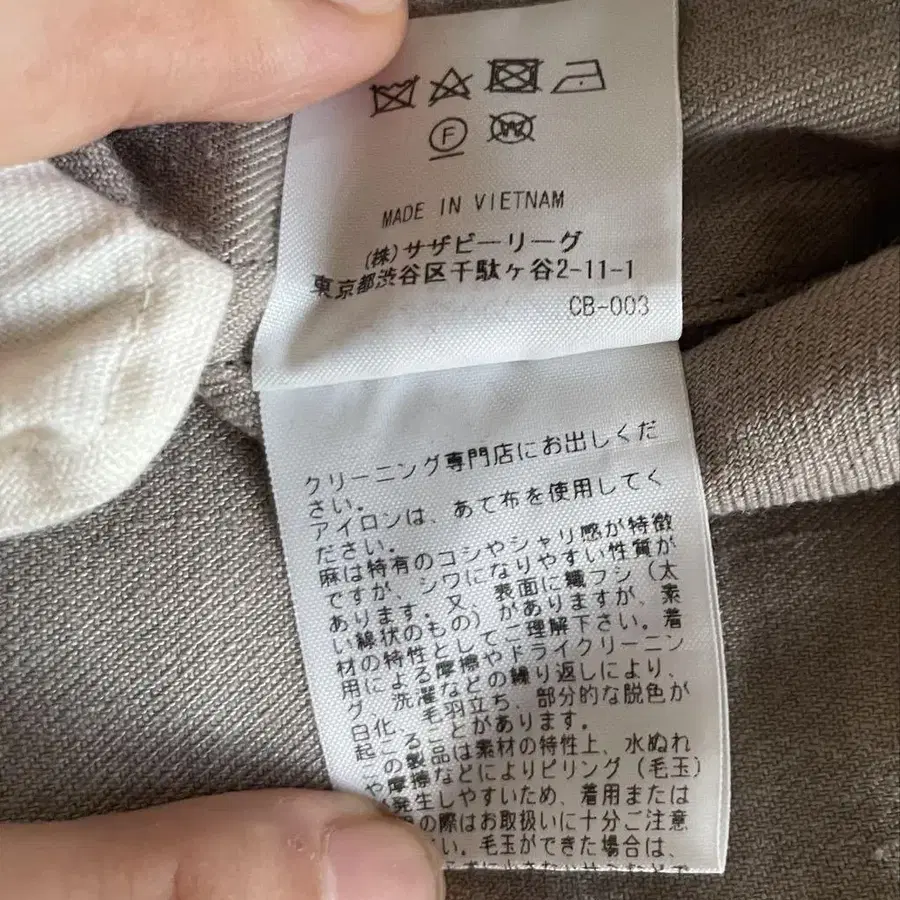 F
W
MADE IN VIETNAM
(株)サザビーリーグ
東京都渋谷区千駄ヶ谷2-11-1
CB-003
クリーニング専門店にお出しくだ
さい。
アイロンは、あて布を使用してく
ださい。
麻は特有のコシやシャリ感が特徴
ですが、シワになりやすい性質が
あります。又、表面に織フシ(太
い線状のもの)がありますが、素
材の特性としてご理解下さい。着
用による摩擦やドライクリーニン
グ、洗濯などの繰り返しにより、
白化、毛羽立ち、部分的な脱色が
起こることがあります。
この製品は素材の特性上、水ぬれ
や摩擦などによりピリング(毛玉)
が発生しやすいため、着用または
の際はお取扱いに十分ご注意
さい。毛玉ができた場合は、